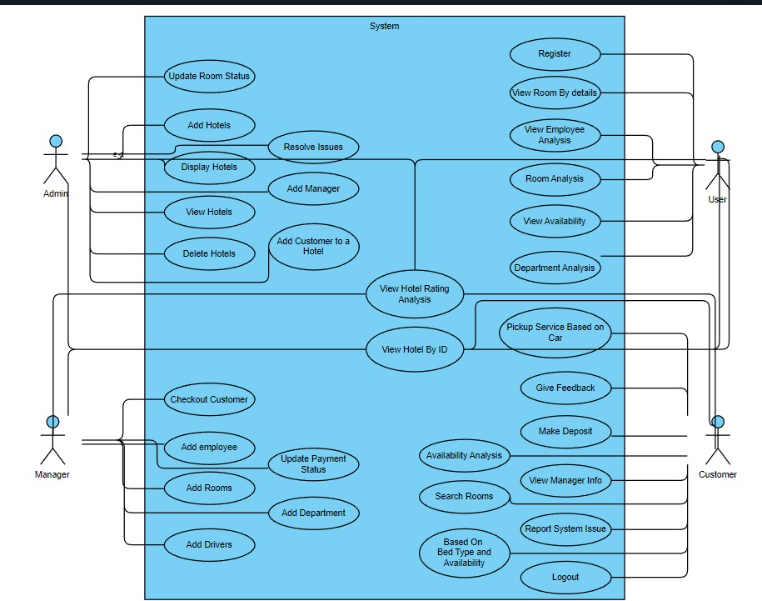 System
Register
Update Room Status
View Room By details
Add Hotels
View Employee
Analysis
Resolve Issues
Display Hotels
Admin
Room Analysis
Add Manager
User
View Hotels
View Availability
Add Customer to a
Hotel
Delete Hotels
Department Analysis
View Hotel Rating
Analysis
Pickup Service Based on
Car
View Hotel By ID
Give Feedback
Checkout Customer
Make Deposit
Add employee
Availability Analysis
Update Payment
Status
Manager
Customer
View Manager Info
Add Rooms
Search Rooms
Add Department
Report System Issue
Add Drivers
Based On
Bed Type and
Availability
Logout